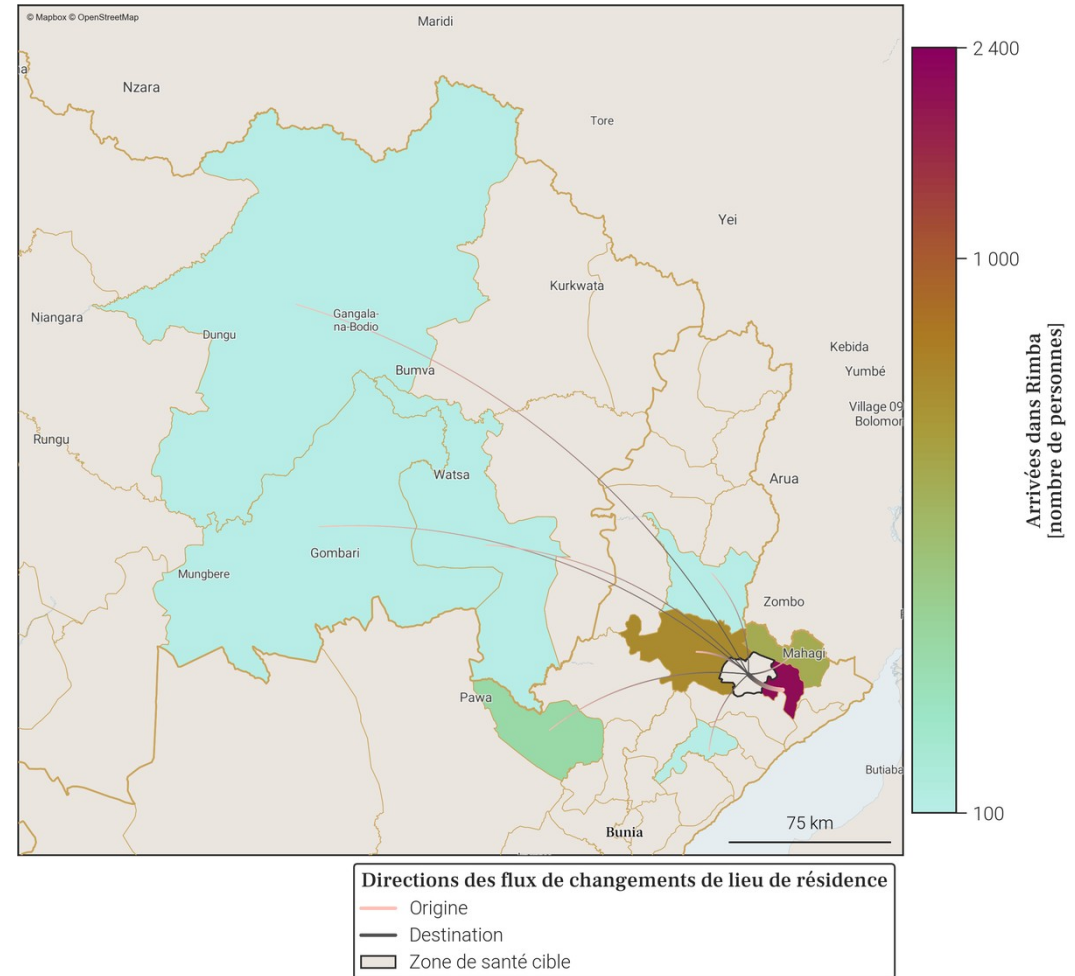 © Mapbox © OpenStreetMap
Maridi
Nzara
Tore
Yei
Kurkwata
Niangara
Gangala-
na-Bodio
Dungu
Kebida
Bumva
Yumbé
Village 09
Bolomor
Rungu
Watsa
Arua
Gombari
Mungbere
Zombo
Mahagi
Pawa
Butiaba
Bunia
75 km
2 400
1 000
100
Arrivées dans Rimba
[nombre de personnes]
Directions des flux de changements de lieu de résidence
Origine
Destination
Zone de santé cible